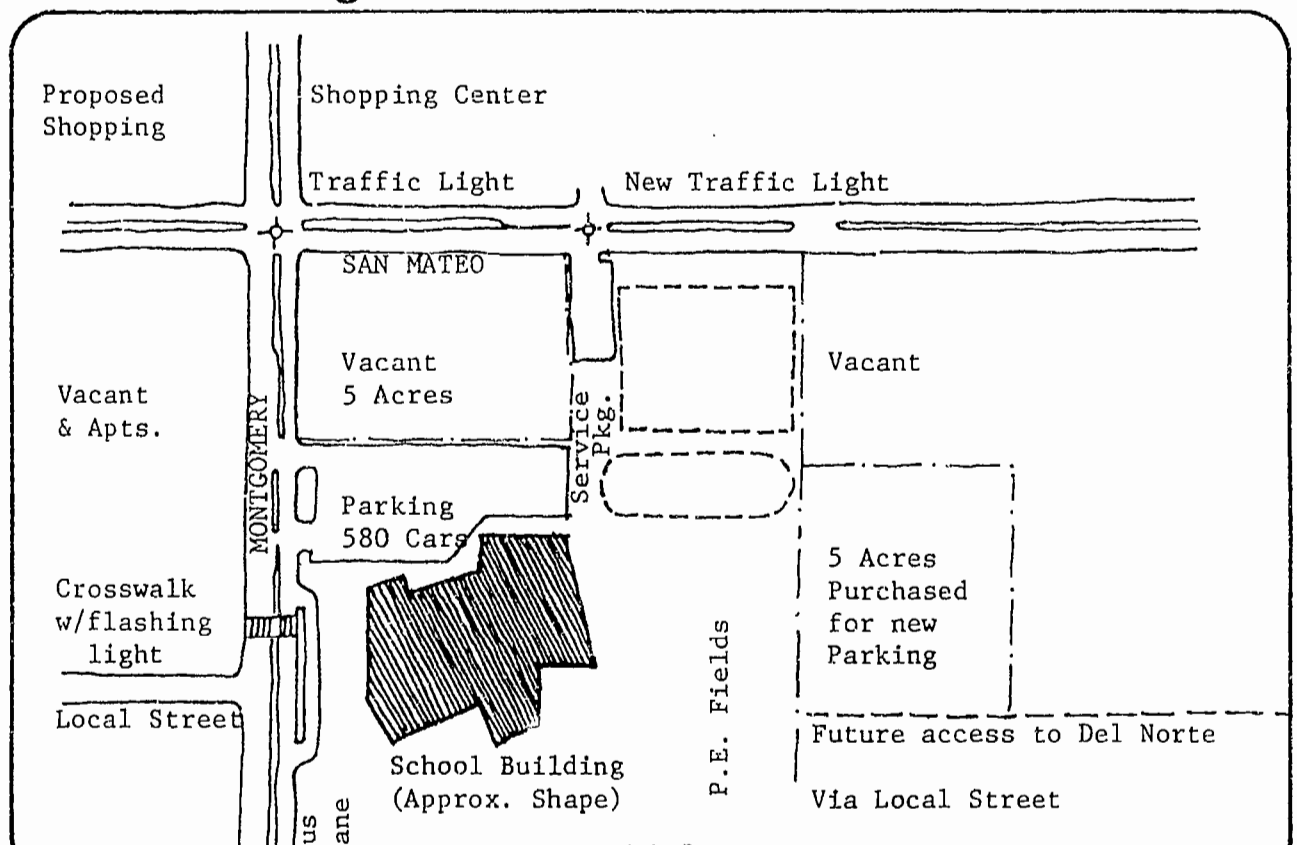 Proposed
Shopping
Shopping Center
Traffic Light
New Traffic Light
SAN MATEO
Vacant
5 Acres
Vacant
Vacant
& Apts.
MONTGOMERY
Service
Pkg.
Parking
580 Cars
5 Acres
Purchased
for new
Parking
Crosswalk
w/flashing
light
Local Street
P.E. Fields
Future access to Del Norte
School Building
(Approx. Shape)
Via Local Street
us
ane